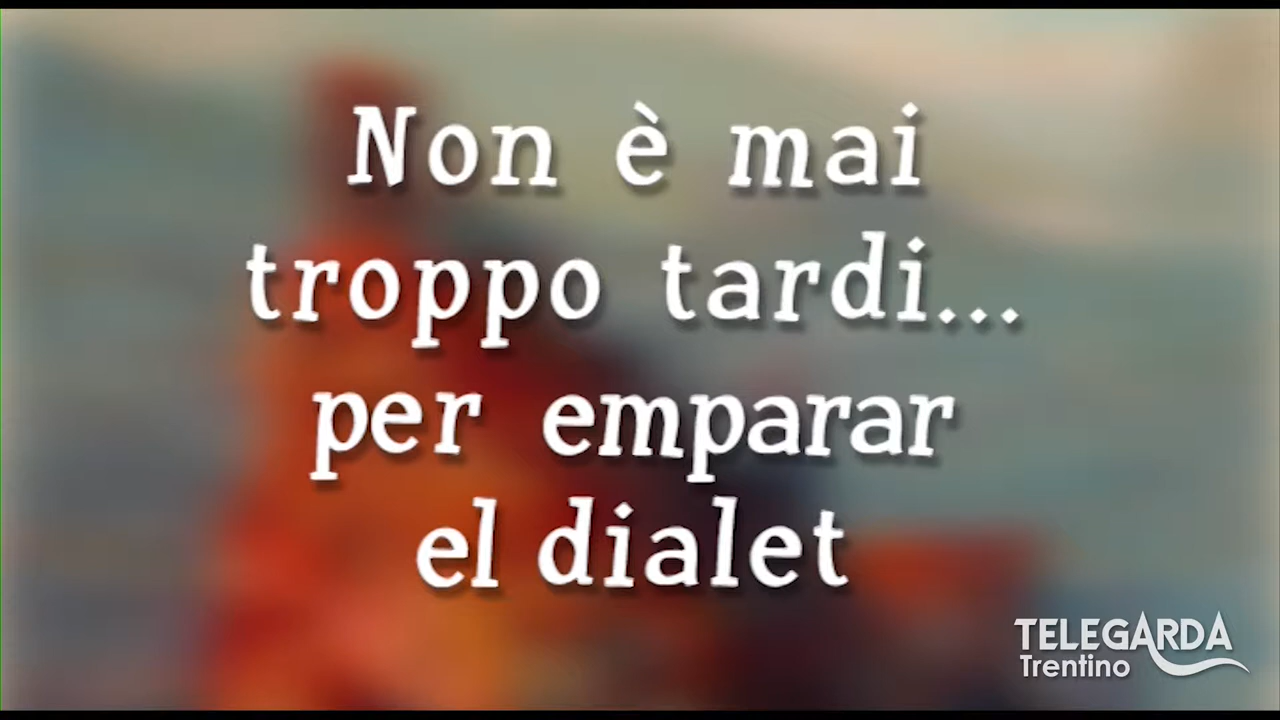 Non è mai
troppo tardi...
per emparar
el dialet
TELEGARDA
Trentino